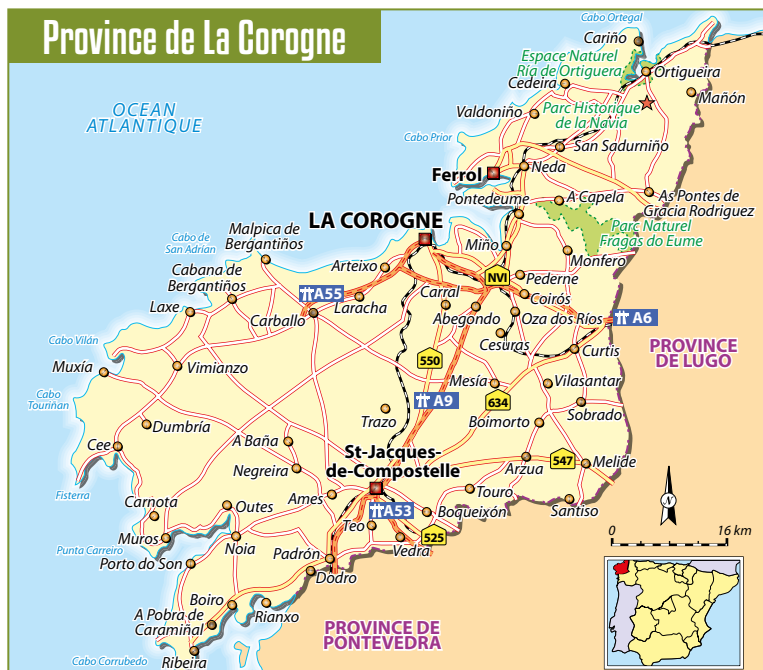 Province de La Corogne
Cabo Ortegal
Cariño
Espace Naturel
Ría de Ortiguera
Ortigueira
Cedeira
Mañón
OCEAN
ATLANTIQUE
Valdoniño
Parc Historique
de la Navia
Cabo Prior
San Sadurniño
Ferrol
Neda
Pontedeume
A Capela
As Pontes de
Gracia Rodriguez
LA COROGNE
Parc Naturel
Fragas do Eume
Malpica de
Bergantiños
Cabo de
San Adrian
Miño
Monfero
Arteixo
Cabana de
Bergantiños
NVI
Pederne
A55
Laracha
Carral
Coirós
Laxe
Carballo
Abegondo
Oza dos Ríos
A6
Cesuras
PROVINCE
DE LUGO
Cabo Vilán
Curtis
550
Muxía
Vimianzo
Mesía
Vilasantar
Cabo
Touriñan
A9
634
Trazo
Sobrado
Dumbría
Boimorto
Cee
A Baña
St-Jacques-
de-Compostelle
Arzua
547
Melide
Negreira
Fisterra
Ames
Touro
Carnota
Outes
A53
Boqueixón
Santiso
N
Teo
0
16 km
Muros
Noia
525
Vedra
Punta Carreiro
Padrón
Porto do Son
Dodro
Boiro
Rianxo
A Pobra de
Caramiñal
PROVINCE DE
PONTEVEDRA
Ribeira
Cabo Corrubedo